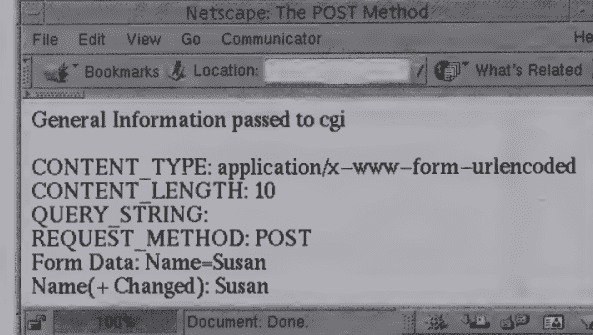 Netscape: The POST Method
File Edit View Go Communicator He
Bookmarks Location: What's Related
General Information passed to cgi
CONTENT_TYPE: application/x–www–form–urlencoded
CONTENT_LENGTH: 10
QUERY_STRING:
REQUEST_METHOD: POST
Form Data: Name=Susan
Name(+ Changed): Susan
100%
Document: Done.